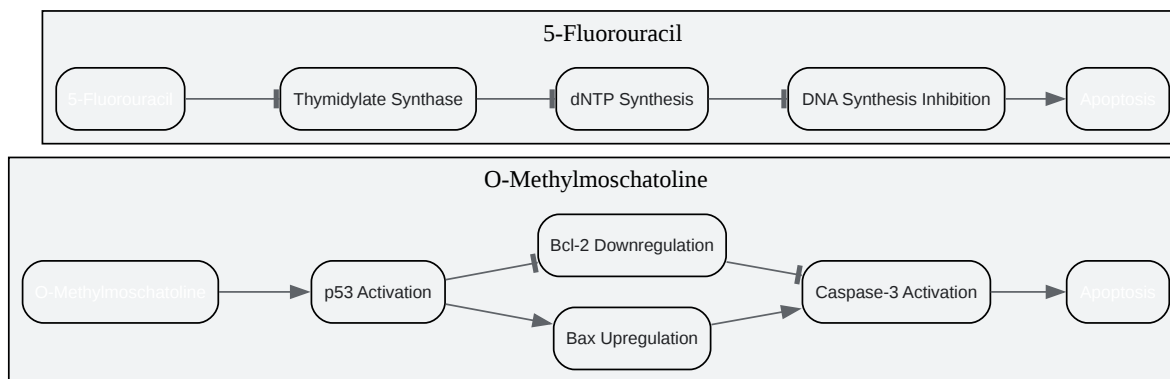 5-Fluorouracil
5-Fluorouracil
Thymidylate Synthase
dNTP Synthesis
DNA Synthesis Inhibition
Apoptosis
O-Methylmoschatoline
Bcl-2 Downregulation
O-Methylmoschatoline
p53 Activation
Caspase-3 Activation
Apoptosis
Bax Upregulation